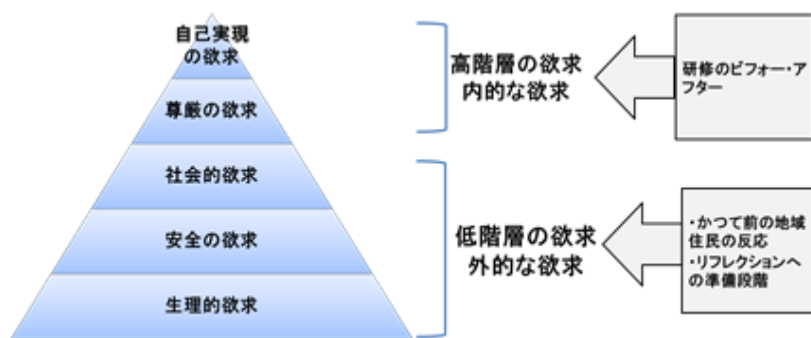 自己実現
の欲求
尊厳の欲求
社会的欲求
安全の欲求
生理的欲求
高階層の欲求
内的な欲求
低階層の欲求
外的な欲求
研修のビフォー・ア
フター
・かつて前の地域
住民の反応
・リフレクションへ
の準備段階